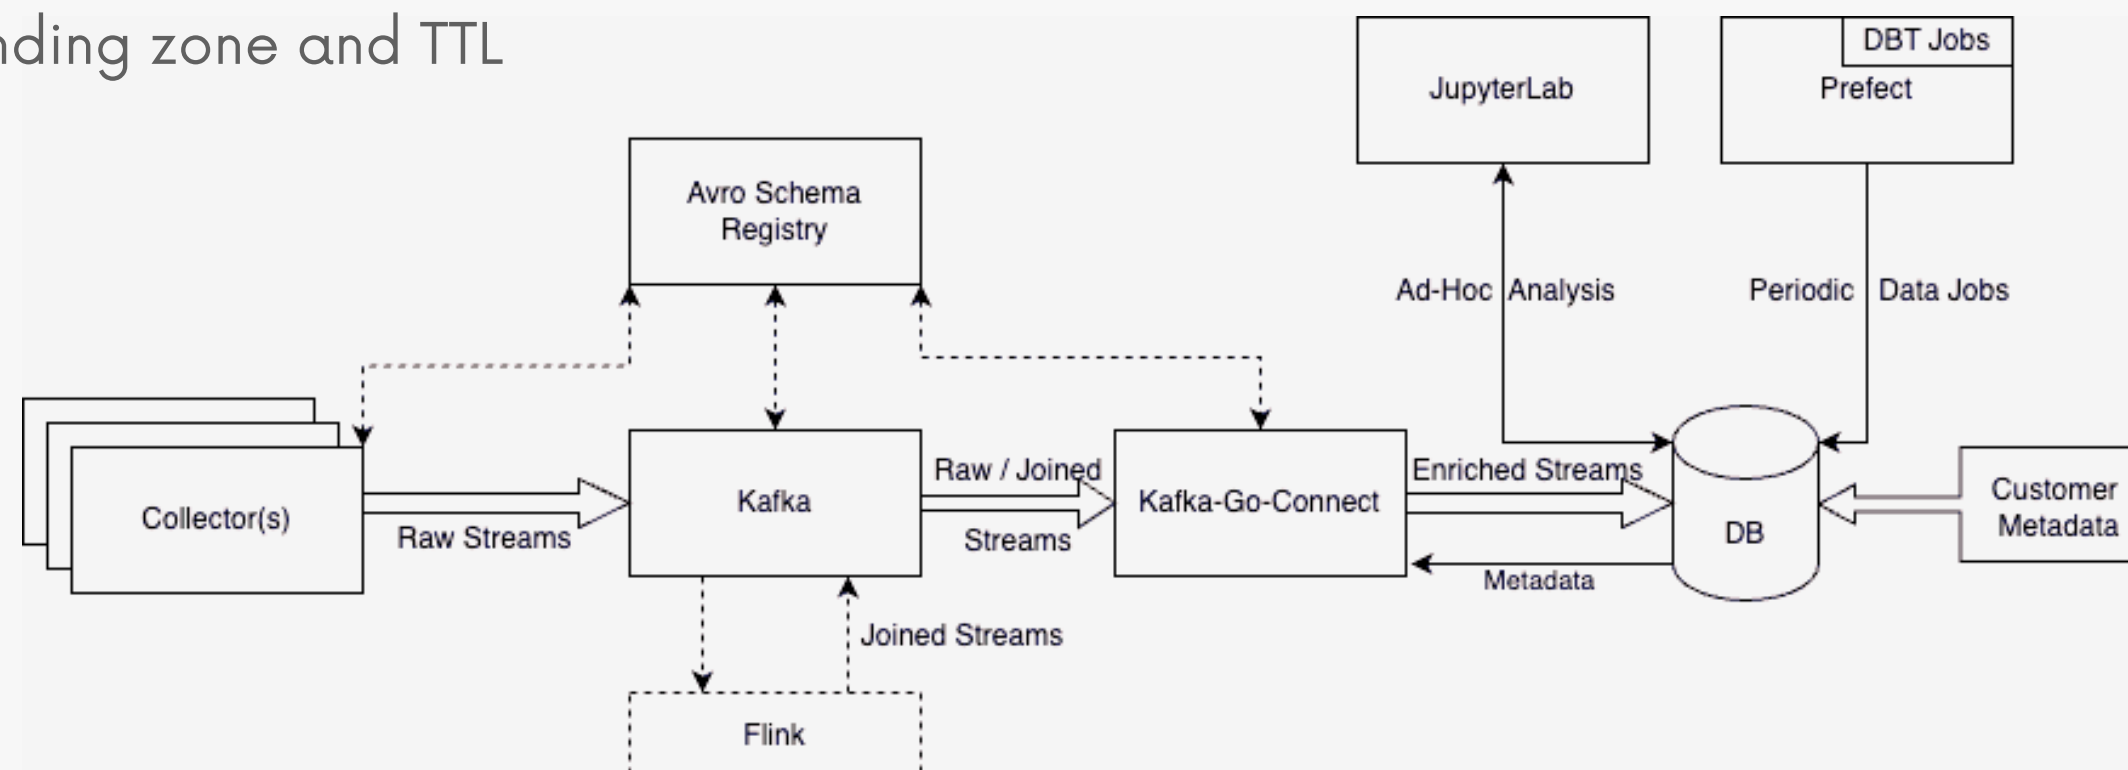 nding zone and TTL
DBT Jobs
JupyterLab
Prefect
Avro Schema
Registry
Ad-Hoc Analysis
Periodic Data Jobs
Collector(s)
Raw Streams
Kafka
Raw / Joined
Streams
Kafka-Go-Connect
Enriched Streams
Metadata
DB
Customer
Metadata
Joined Streams
Flink